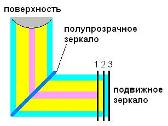 поверхность
полупрозрачное
зеркало
1 2 3
подвижное
зеркало